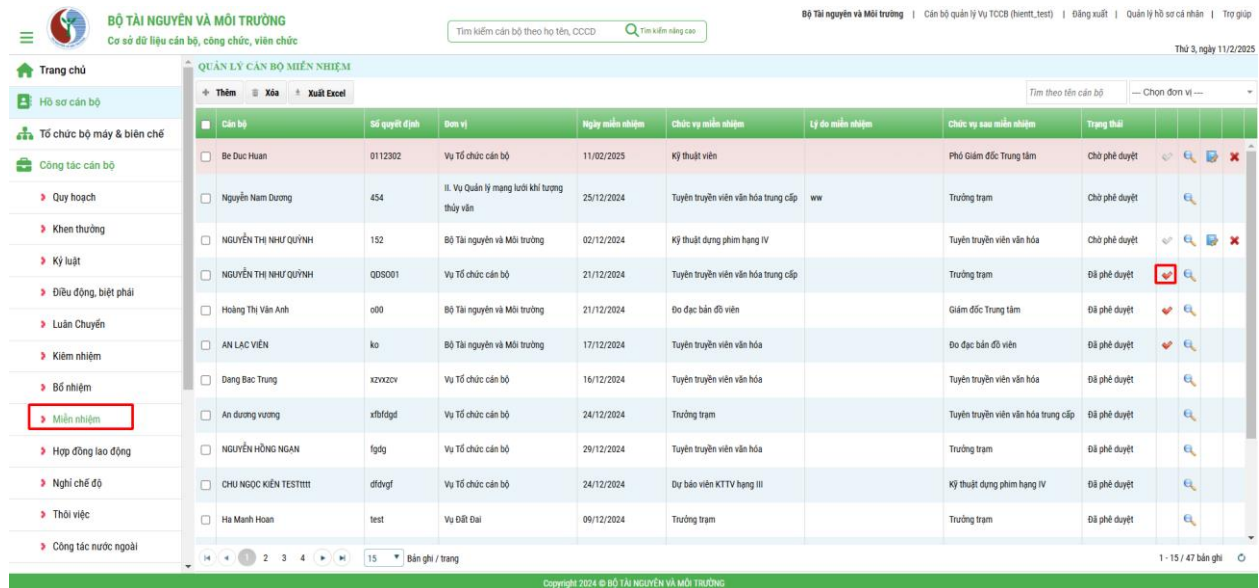 BỘ TÀI NGUYÊN VÀ MÔI TRƯỜNG
Cơ sở dữ liệu cán bộ, công chức, viên chức
Tìm kiếm cán bộ theo họ tên, CCCD Tìm kiếm nâng cao
Bộ Tài nguyên và Môi trường | Cán bộ quản lý Vụ TCCB (hientt_test) | Đăng xuất | Quản lý hồ sơ cá nhân | Trợ giúp
Thứ 3, ngày 11/2/2025
Trang chủ
Hồ sơ cán bộ
Tổ chức bộ máy & biên chế
Công tác cán bộ
Quy hoạch
Khen thưởng
Kỷ luật
Điều động, biệt phái
Luân Chuyển
Kiêm nhiệm
Bổ nhiệm
Miễn nhiệm
Hợp đồng lao động
Nghỉ chế độ
Thôi việc
Công tác nước ngoài
QUẢN LÝ CÁN BỘ MIỄN NHIỆM
Thêm Xóa Xuất Excel Tìm theo tên cán bộ --- Chọn đơn vị ---
Cán bộ Số quyết định Đơn vị Ngày miễn nhiệm Chức vụ miễn nhiệm Lý do miễn nhiệm Chức vụ sau miễn nhiệm Trạng thái
Be Duc Huan 0112302 Vụ Tổ chức cán bộ 11/02/2025 Kỹ thuật viên Phó Giám đốc Trung tâm Chờ phê duyệt
Nguyễn Nam Dương 454 II. Vụ Quản lý mạng lưới khí tượng thủy văn 25/12/2024 Tuyên truyền viên văn hóa trung cấp ww Trưởng trạm Chờ phê duyệt
NGUYỄN THỊ NHƯ QUỲNH 152 Bộ Tài nguyên và Môi trường 02/12/2024 Kỹ thuật dựng phim hạng IV Tuyên truyền viên văn hóa Chờ phê duyệt
NGUYỄN THỊ NHƯ QUỲNH QDSO01 Vụ Tổ chức cán bộ 21/12/2024 Tuyên truyền viên văn hóa trung cấp Trưởng trạm Đã phê duyệt
Hoàng Thị Vân Anh o00 Bộ Tài nguyên và Môi trường 21/12/2024 Đo đạc bản đồ viên Giám đốc Trung tâm Đã phê duyệt
AN LẠC VIÊN ko Bộ Tài nguyên và Môi trường 17/12/2024 Tuyên truyền viên văn hóa Đo đạc bản đồ viên Đã phê duyệt
Dang Bac Trung xzvxzcv Vụ Tổ chức cán bộ 16/12/2024 Tuyên truyền viên văn hóa Tuyên truyền viên văn hóa Đã phê duyệt
An dương vương xfbfdgd Vụ Tổ chức cán bộ 24/12/2024 Trưởng trạm Tuyên truyền viên văn hóa trung cấp Đã phê duyệt
NGUYỄN HỒNG NGẠN fgdg Vụ Tổ chức cán bộ 29/12/2024 Tuyên truyền viên văn hóa Trưởng trạm Đã phê duyệt
CHU NGỌC KIÊN TESTtttt dfdvgf Vụ Tổ chức cán bộ 24/12/2024 Dự báo viên KTTV hạng III Kỹ thuật dựng phim hạng IV Đã phê duyệt
Ha Manh Hoan test Vụ Đất Đai 09/12/2024 Trưởng trạm Trưởng trạm Đã phê duyệt
1 2 3 4 15 Bản ghi / trang 1 - 15 / 47 bản ghi
Copyright 2024 © BỘ TÀI NGUYÊN VÀ MÔI TRƯỜNG